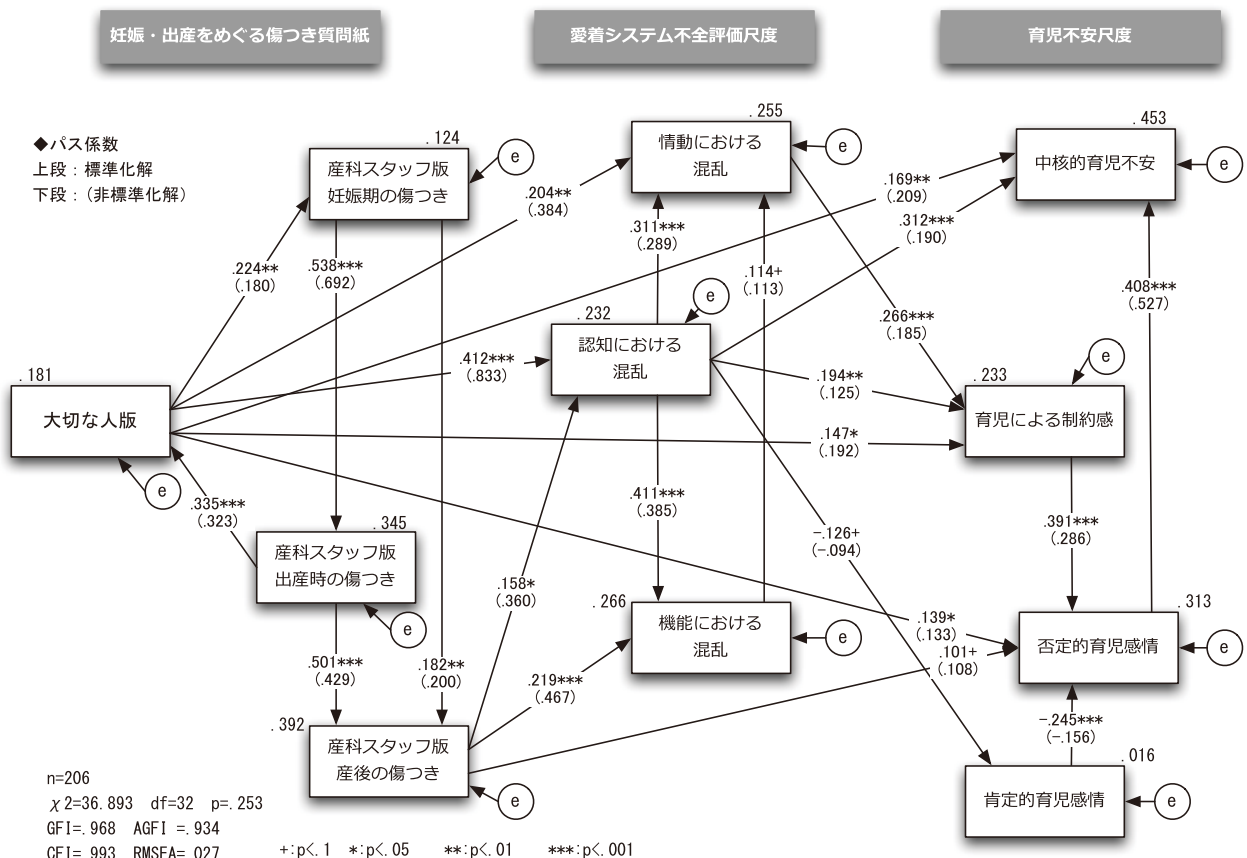 妊娠・出産をめぐる傷つき質問紙
愛着システム不全評価尺度
育児不安尺度
◆パス係数
上段：標準化解
下段：（非標準化解）
.124
産科スタッフ版
妊娠期の傷つき
e
.255
情動における
混乱
e
.453
中核的育児不安
e
.204**
(.384)
.169**
(.209)
.312***
(.190)
.311***
(.289)
.224**
(.180)
.538***
(.692)
.114+
(.113)
.408***
(.527)
e
.232
認知における
混乱
.266***
(.185)
.412***
(.833)
.194**
(.125)
e
.233
育児による制約感
.181
大切な人版
e
.147*
(.192)
.335***
(.323)
.411***
(.385)
.391***
(.286)
-.126+
(-.094)
.345
産科スタッフ版
出産時の傷つき
e
.158*
(.360)
.266
機能における
混乱
e
.139*
(.133)
.101+
(.108)
.313
否定的育児感情
e
.501***
(.429)
.182**
(.200)
.219***
(.467)
-.245***
(-.156)
.392
産科スタッフ版
産後の傷つき
e
.016
肯定的育児感情
e
n=206
χ2=36.893 df=32 p=.253
GFI=.968 AGFI =.934
CFI=.993 RMSEA=.027
+:p<.1 *:p<.05 **:p<.01 ***:p<.001